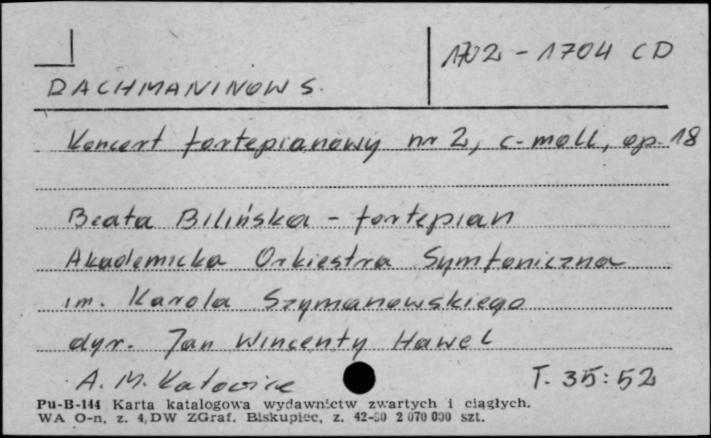 1702 - 1704 CD
RACHMANINOW S.
Koncert fortepianowy nr 2, c-moll, op. 18
Beata Bilińska - fortepian
Akademicka Orkiestra Symfoniczna
im. Karola Szymanowskiego
dyr. Jan Wincenty Hawel
A. M. Katowice T. 35:52
Pu-B-144 Karta katalogowa wydawnictw zwartych i ciągłych.
WA O-n, z. 4, DW ZGraf. Biskupiec, z. 42-80 2 070 000 szt.